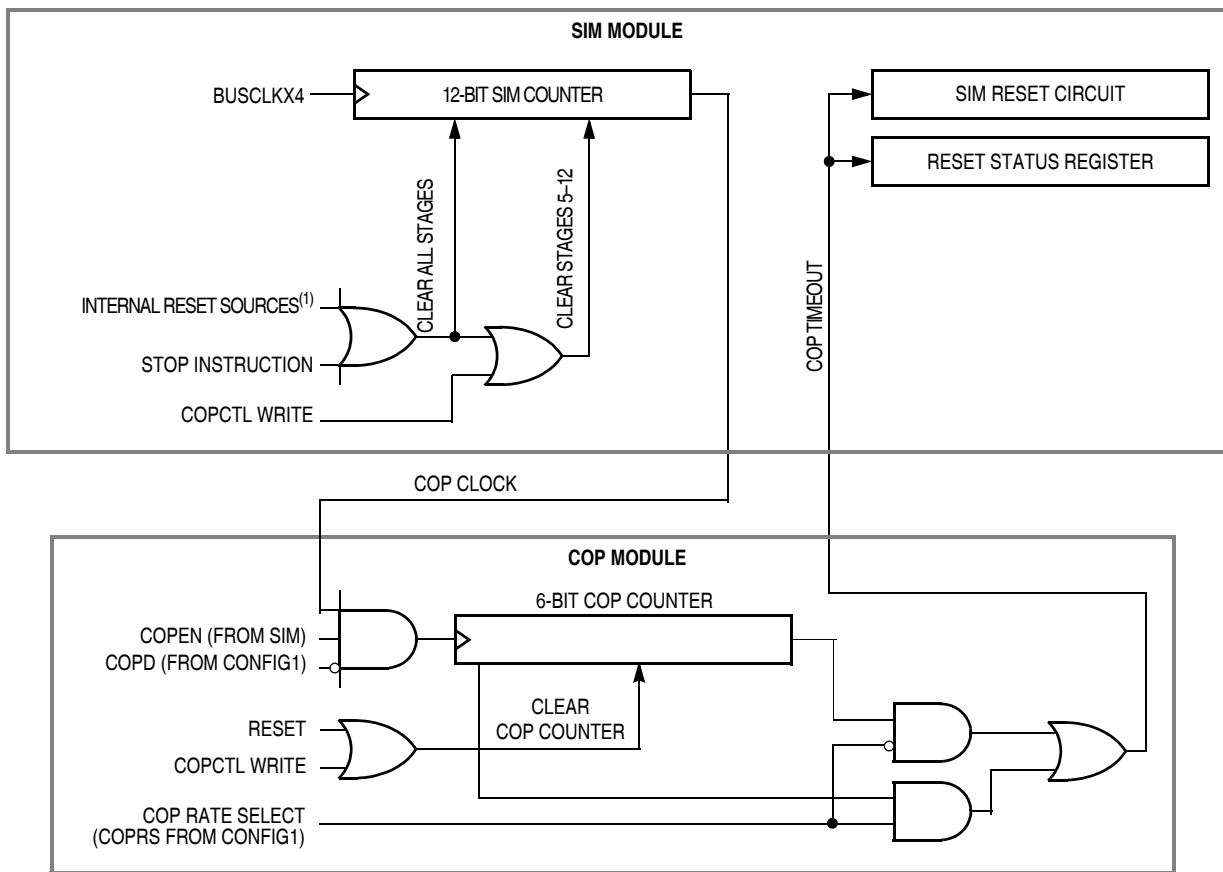 SIM MODULE
BUSCLKX4
12-BIT SIM COUNTER
SIM RESET CIRCUIT
RESET STATUS REGISTER
CLEAR ALL STAGES
CLEAR STAGES 5–12
COP TIMEOUT
INTERNAL RESET SOURCES(1)
STOP INSTRUCTION
COPCTL WRITE
COP CLOCK
COP MODULE
6-BIT COP COUNTER
COPEN (FROM SIM)
COPD (FROM CONFIG1)
CLEAR
COP COUNTER
RESET
COPCTL WRITE
COP RATE SELECT
(COPRS FROM CONFIG1)